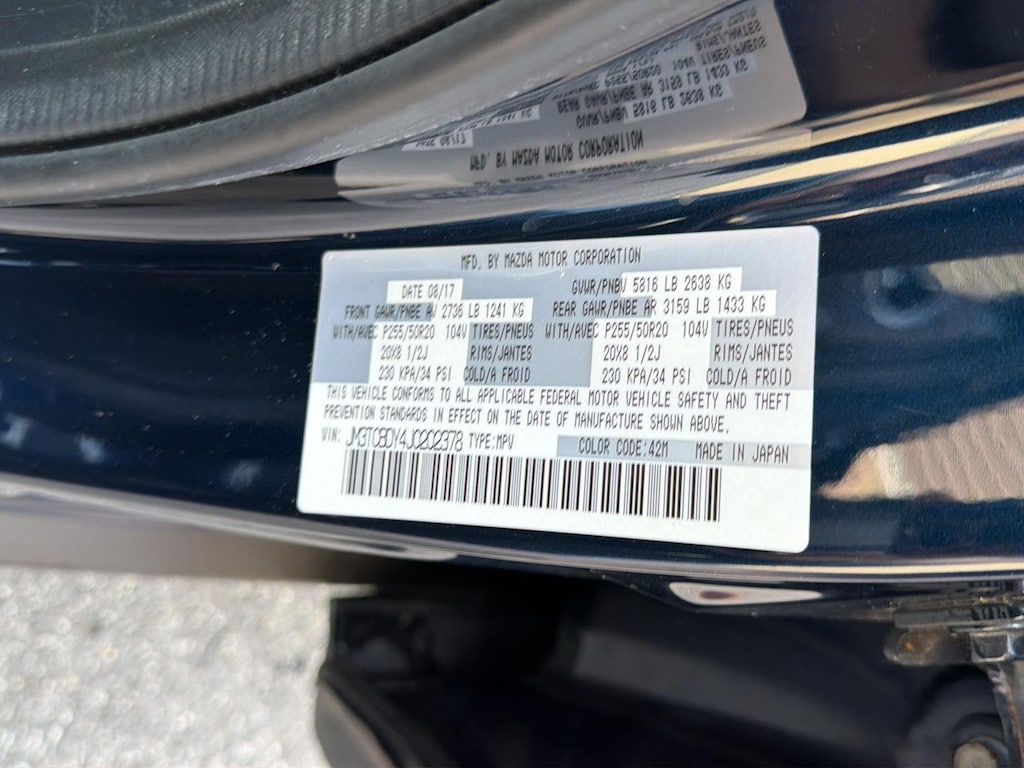 MFD. BY MAZDA MOTOR CORPORATION
DATE 08/17 GVWR/PNBV 5816 LB 2638 KG
FRONT GAWR/PNBE AV 2736 LB 1241 KG REAR GAWR/PNBE AR 3159 LB 1433 KG
WITH/AVEC P255/50R20 104V TIRES/PNEUS WITH/AVEC P255/50R20 104V TIRES/PNEUS
20X8 1/2J RIMS/JANTES 20X8 1/2J RIMS/JANTES
230 KPA/34 PSI COLD/A FROID 230 KPA/34 PSI COLD/A FROID
THIS VEHICLE CONFORMS TO ALL APPLICABLE FEDERAL MOTOR VEHICLE SAFETY AND THEFT
PREVENTION STANDARDS IN EFFECT ON THE DATE OF MANUFACTURE SHOWN ABOVE.
VIN: JM3TCBDY4J0202378 TYPE:MPV COLOR CODE:42M MADE IN JAPAN